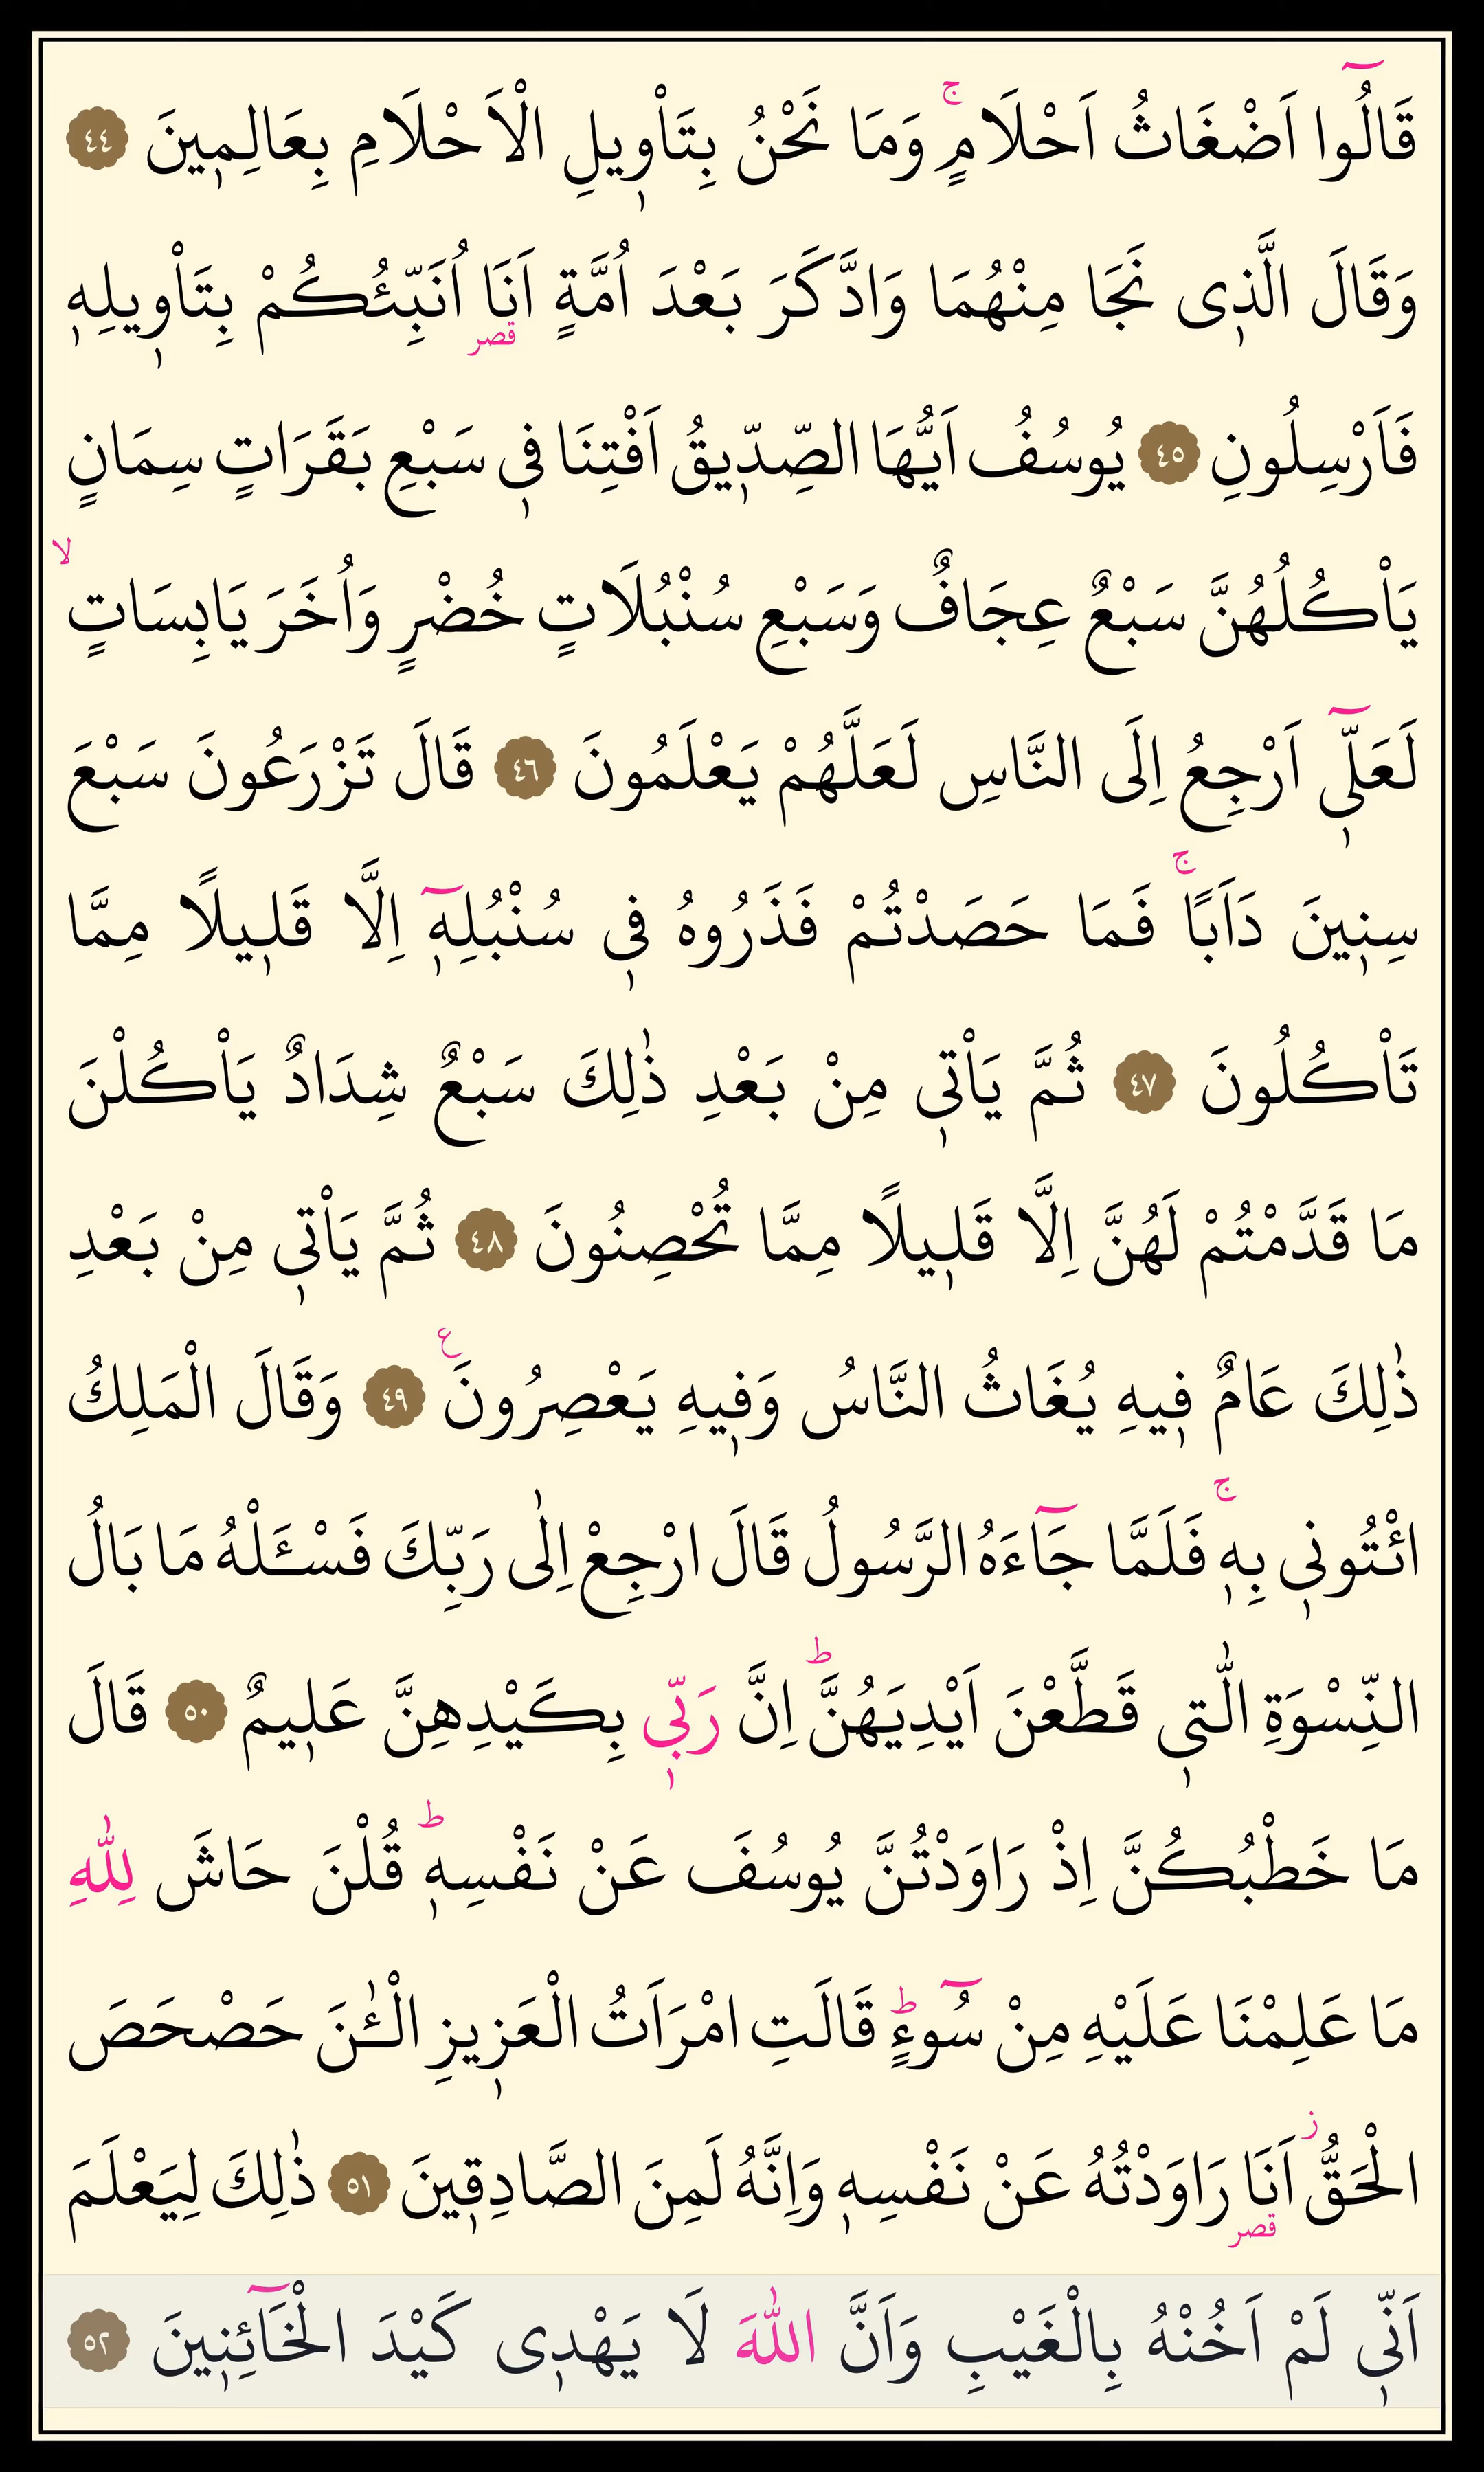 قَالُٓوا اَضْغَاثُ اَحْلَامٍۚ وَمَا نَحْنُ بِتَاْوٖيلِ الْاَحْلَامِ بِعَالِمٖينَ ٤٤
وَقَالَ الَّذٖى نَجَا مِنْهُمَا وَادَّكَرَ بَعْدَ اُمَّةٍ اَنَا۬ اُنَبِّئُكُمْ بِتَاْوٖيلِهٖ
قصر
فَاَرْسِلُونِ ٤٥ يُوسُفُ اَيُّهَا الصِّدّٖيقُ اَفْتِنَا فٖى سَبْعِ بَقَرَاتٍ سِمَانٍ
يَاْكُلُهُنَّ سَبْعٌ عِجَافٌ وَسَبْعِ سُنْبُلَاتٍ خُضْرٍ وَاُخَرَ يَابِسَاتٍۙ
لَعَلّٖٓى اَرْجِعُ اِلَى النَّاسِ لَعَلَّهُمْ يَعْلَمُونَ ٤٦ قَالَ تَزْرَعُونَ سَبْعَ
سِنٖينَ دَاَبًاۚ فَمَا حَصَدْتُمْ فَذَرُوهُ فٖى سُنْبُلِهٖٓ اِلَّا قَلٖيلًا مِمَّا
تَاْكُلُونَ ٤٧ ثُمَّ يَاْتٖى مِنْ بَعْدِ ذٰلِكَ سَبْعٌ شِدَادٌ يَاْكُلْنَ
مَا قَدَّمْتُمْ لَهُنَّ اِلَّا قَلٖيلًا مِمَّا تُحْصِنُونَ ٤٨ ثُمَّ يَاْتٖى مِنْ بَعْدِ
ذٰلِكَ عَامٌ فٖيهِ يُغَاثُ النَّاسُ وَفٖيهِ يَعْصِرُونَ ع ٤٩ وَقَالَ الْمَلِكُ
ائْتُونٖى بِهٖۚ فَلَمَّا جَٓاءَهُ الرَّسُولُ قَالَ ارْجِعْ اِلٰى رَبِّكَ فَسْـَٔلْهُ مَا بَالُ
النِّسْوَةِ الّٰتٖى قَطَّعْنَ اَيْدِيَهُنَّؕ اِنَّ رَبّٖى بِكَيْدِهِنَّ عَلٖيمٌ ٥٠ قَالَ
مَا خَطْبُكُنَّ اِذْ رَاوَدْتُنَّ يُوسُفَ عَنْ نَفْسِهٖؕ قُلْنَ حَاشَ لِلّٰهِ
مَا عَلِمْنَا عَلَيْهِ مِنْ سُٓوءٍؕ قَالَتِ امْرَاَتُ الْعَزٖيزِ الْـٰٔنَ حَصْحَصَ
الْحَقُّؗ اَنَا۬ رَاوَدْتُهُ عَنْ نَفْسِهٖ وَاِنَّهُ لَمِنَ الصَّادِقٖينَ ٥١ ذٰلِكَ لِيَعْلَمَ
قصر
اَنّٖى لَمْ اَخُنْهُ بِالْغَيْبِ وَاَنَّ اللّٰهَ لَا يَهْدٖى كَيْدَ الْخَٓائِنٖينَ ٥٢